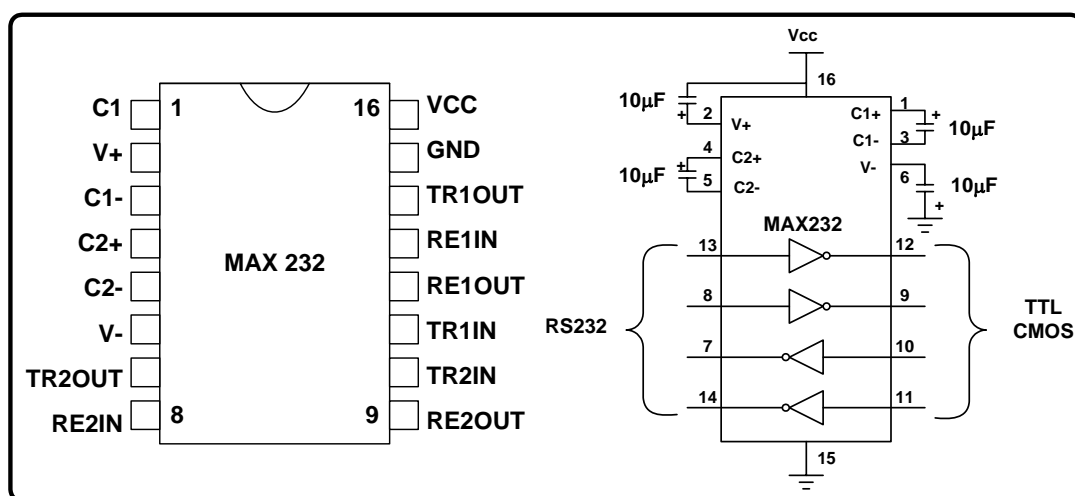 C1
V+
C1-
C2+
C2-
V-
TR2OUT
RE2IN
1
16
MAX 232
8
9
VCC
GND
TR1OUT
RE1IN
RE1OUT
TR1IN
TR2IN
RE2OUT
Vcc
16
10μF
+
2
V+
4
+
C2+
10μF
5
C2-
1
C1+
+
C1-
3
10μF
V-
6
10μF
+
MAX232
13
12
8
9
7
10
14
11
RS232
TTL
CMOS
15